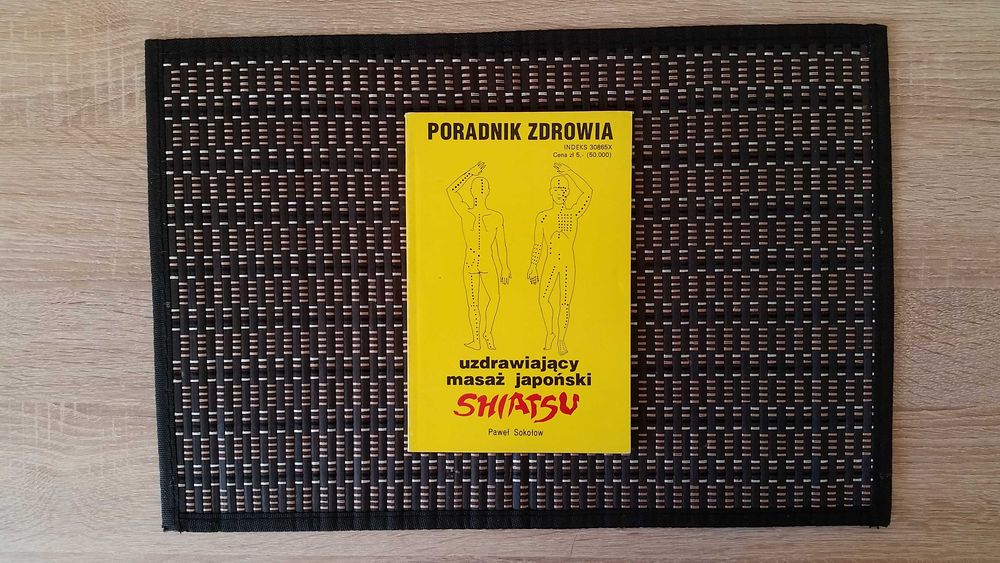 PORADNIK ZDROWIA
INDEKS 30865X
Cena zł 5,- (50.000)
uzdrawiający
masaż japoński
SHIATSU
Paweł Sokołow